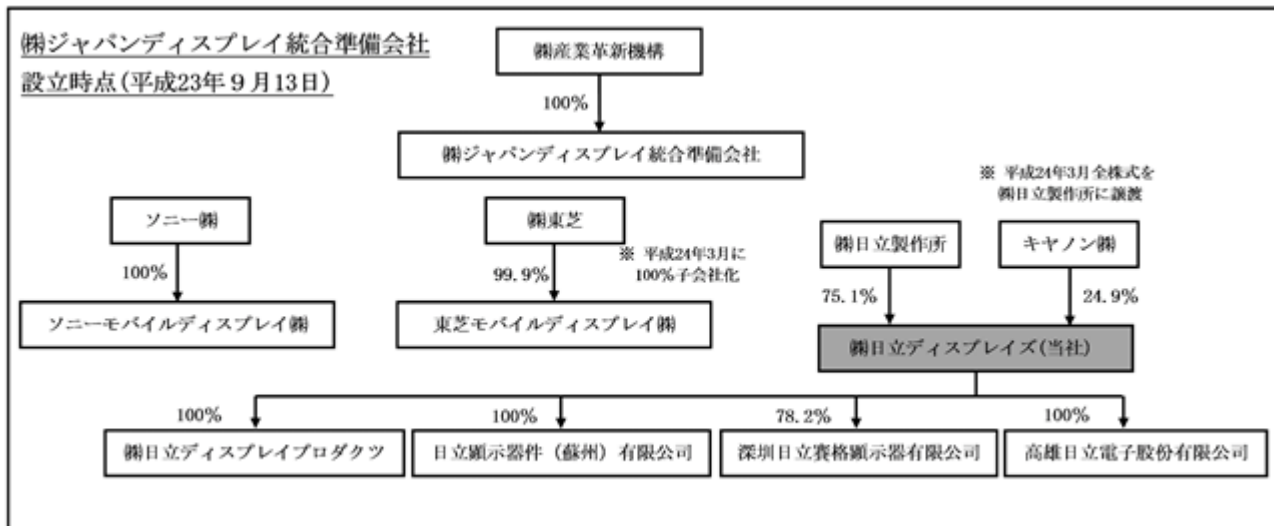 ㈱ジャパンディスプレイ統合準備会社
設立時点(平成23年9月13日)
㈱産業革新機構
100%
㈱ジャパンディスプレイ統合準備会社
※ 平成24年3月全株式を
㈱日立製作所に譲渡
ソニー㈱
㈱東芝
㈱日立製作所
キヤノン㈱
100%
99.9%
※ 平成24年3月に
100%子会社化
75.1%
24.9%
ソニーモバイルディスプレイ㈱
東芝モバイルディスプレイ㈱
㈱日立ディスプレイズ(当社)
100%
100%
78.2%
100%
㈱日立ディスプレイプロダクツ
日立顕示器件（蘇州）有限公司
深圳日立賽格顕示器有限公司
高雄日立電子股份有限公司